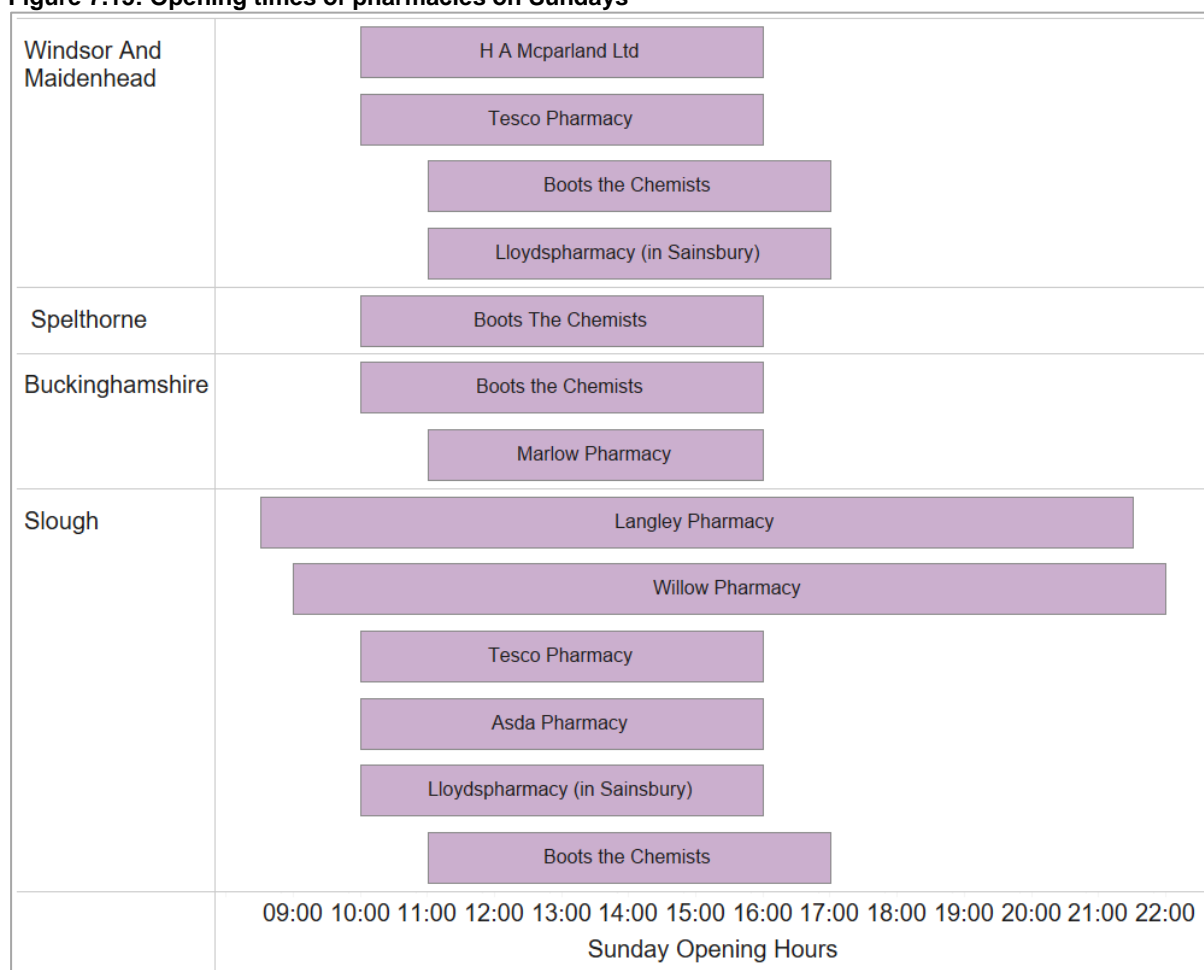 Figure 7.15: Opening times of pharmacies on Sundays
Windsor And
Maidenhead
H A Mcparland Ltd
Tesco Pharmacy
Boots the Chemists
Lloydspharmacy (in Sainsbury)
Spelthorne
Boots The Chemists
Buckinghamshire
Boots the Chemists
Marlow Pharmacy
Slough
Langley Pharmacy
Willow Pharmacy
Tesco Pharmacy
Asda Pharmacy
Lloydspharmacy (in Sainsbury)
Boots the Chemists
09:00 10:00 11:00 12:00 13:00 14:00 15:00 16:00 17:00 18:00 19:00 20:00 21:00 22:00
Sunday Opening Hours